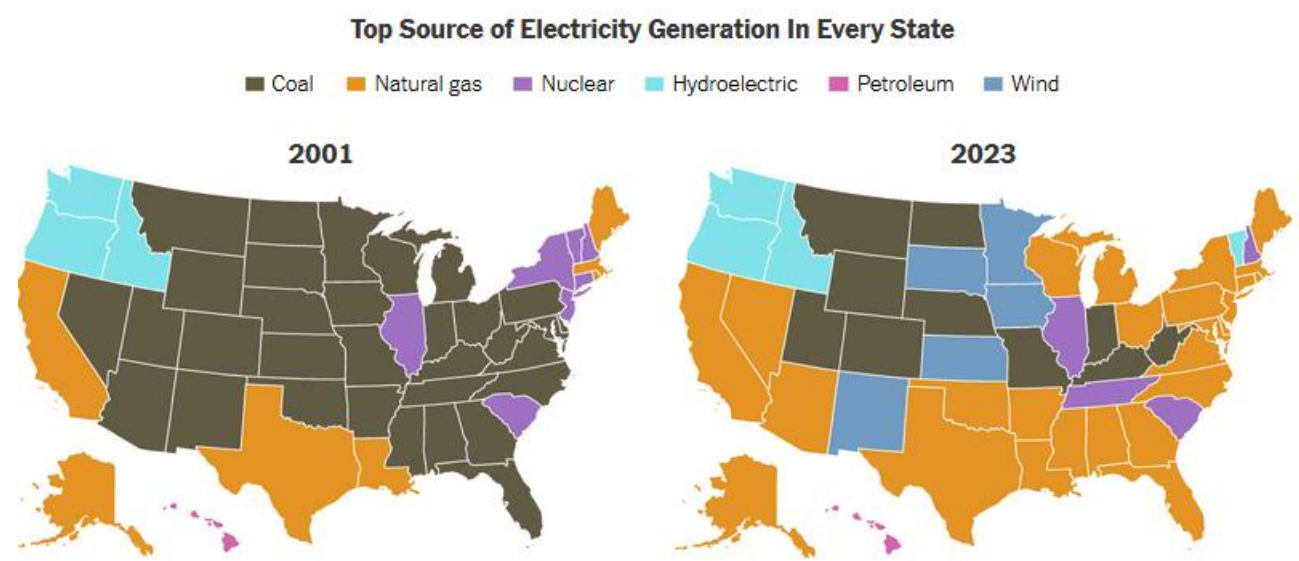 Top Source of Electricity Generation In Every State
Coal Natural gas Nuclear Hydroelectric Petroleum Wind
2001 2023